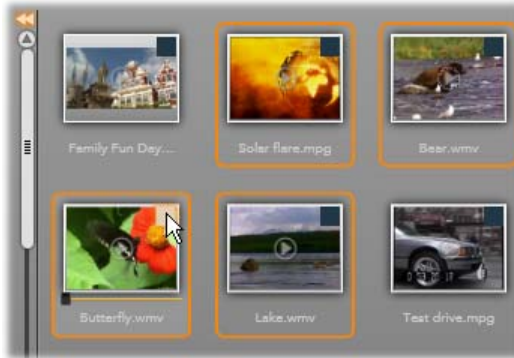 Family Fun Day....
Solar flare.mpg
Bear.wmv
Butterfly.wmv
Lake.wmv
Test drive.mpg